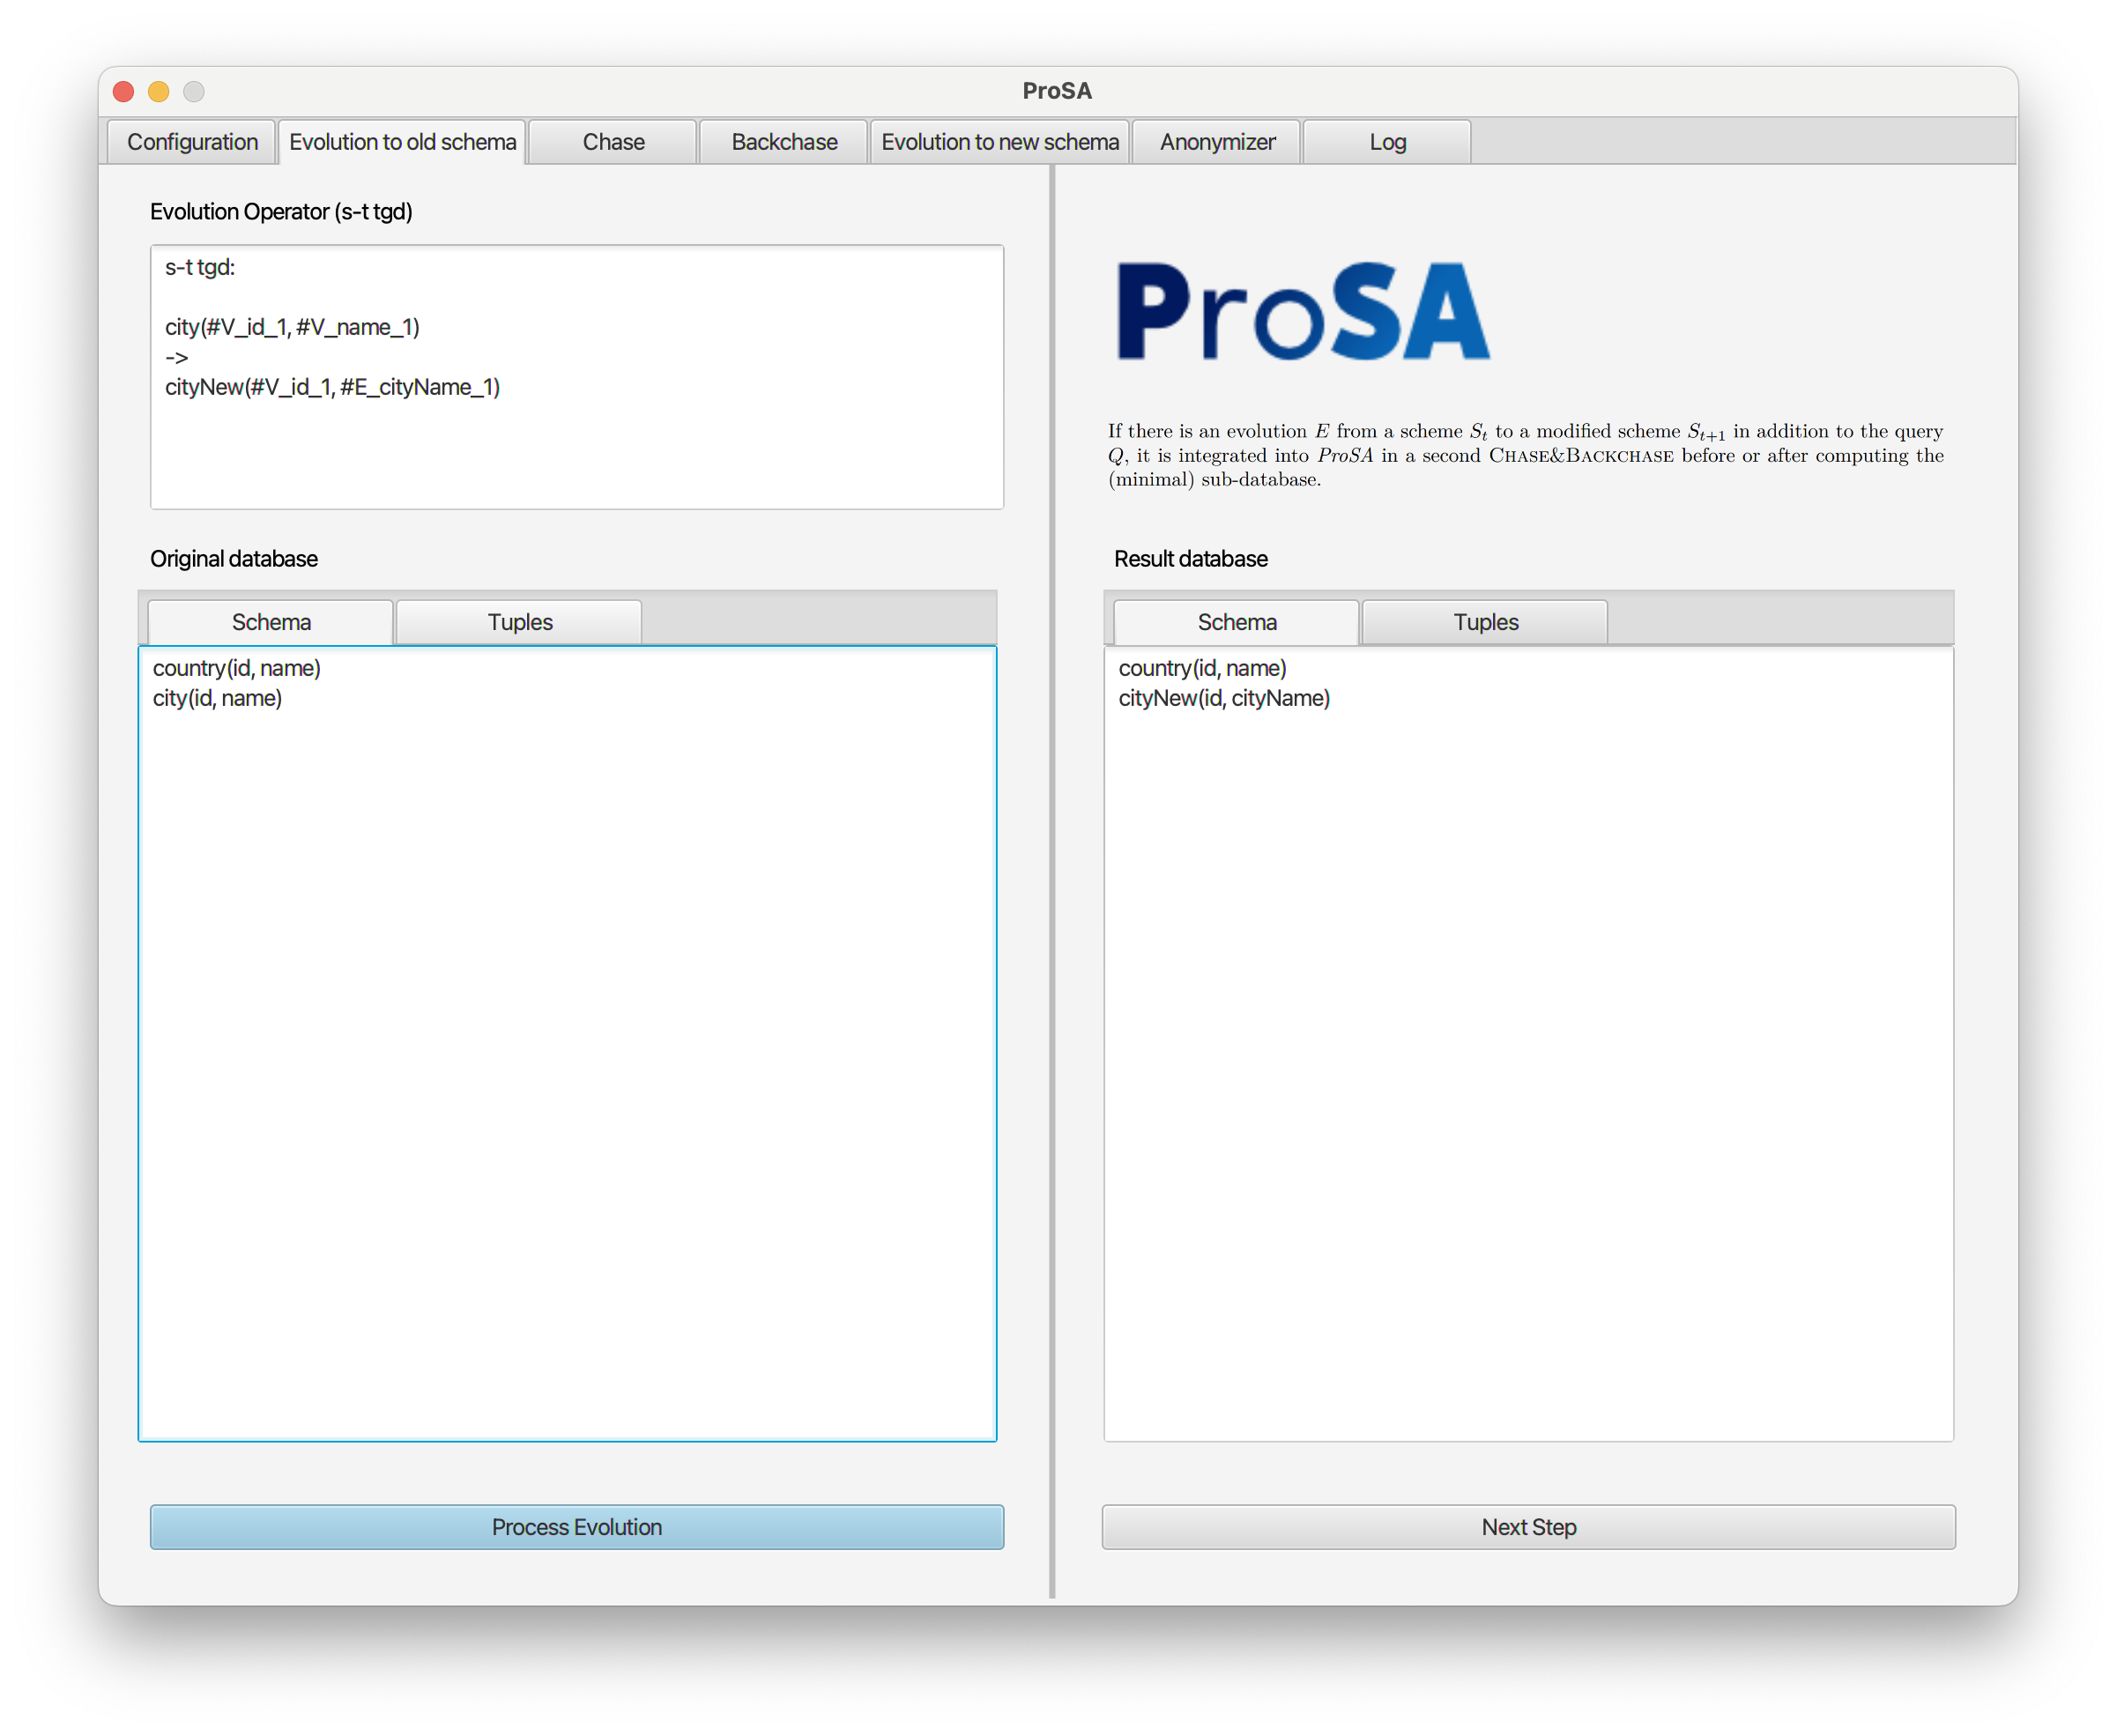 ProSA
Configuration
Evolution to old schema
Chase
Backchase
Evolution to new schema
Anonymizer
Log
Evolution Operator (s-t tgd)
s-t tgd:
city(#V_id_1, #V_name_1)
->
cityNew(#V_id_1, #E_cityName_1)
ProSA
If there is an evolution E from a scheme Sₜ to a modified scheme Sₜ₊₁ in addition to the query
Q, it is integrated into ProSA in a second CHASE&BACKCHASE before or after computing the
(minimal) sub-database.
Original database
Schema
Tuples
country(id, name)
city(id, name)
Process Evolution
Result database
Schema
Tuples
country(id, name)
cityNew(id, cityName)
Next Step